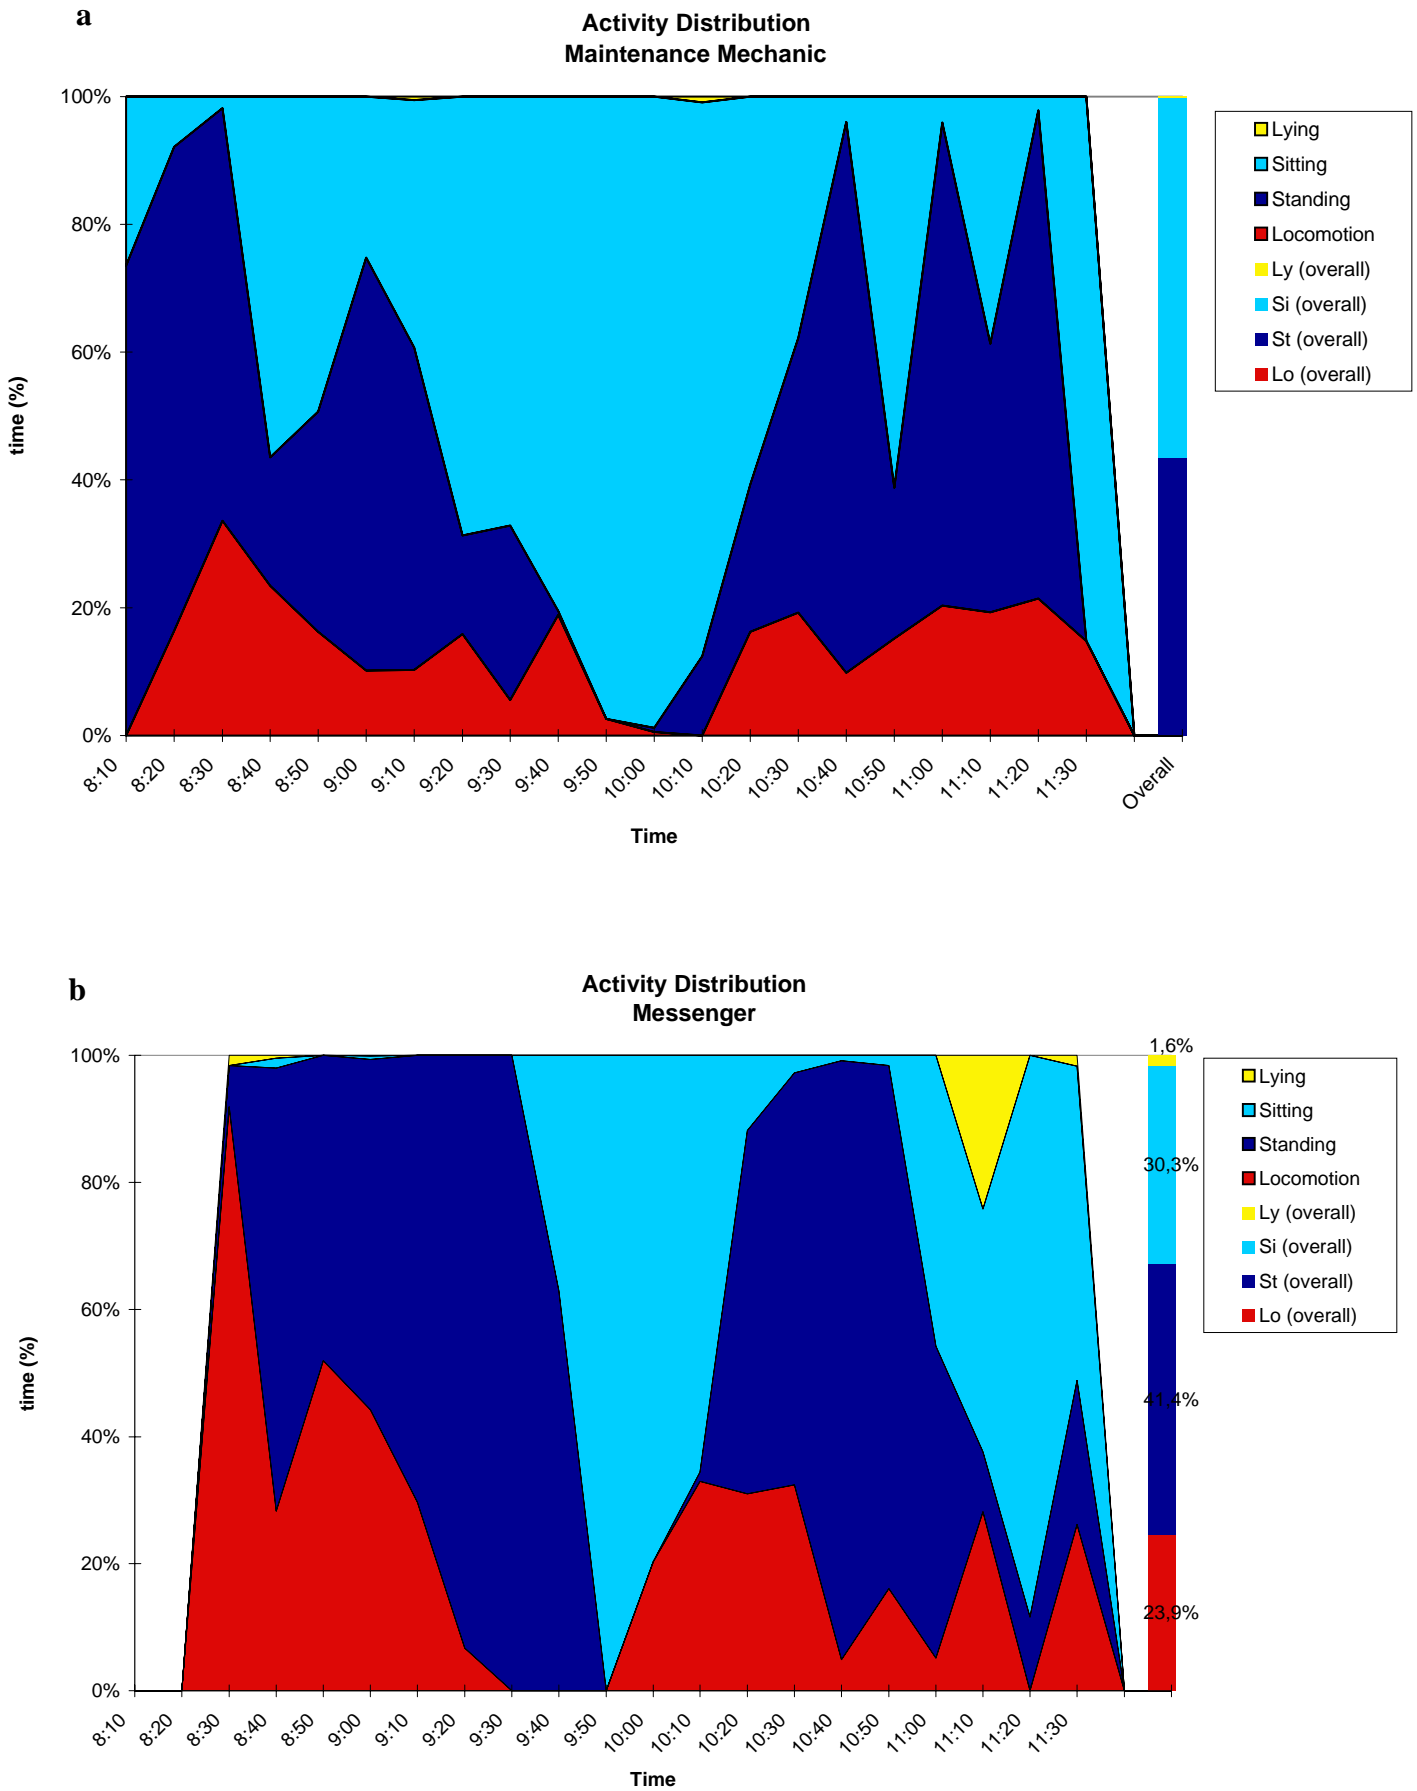 a
Activity Distribution
Maintenance Mechanic
100%
80%
60%
40%
20%
0%
time (%)
8:10 8:20 8:30 8:40 8:50 9:00 9:10 9:20 9:30 9:40 9:50 10:00 10:10 10:20 10:30 10:40 10:50 11:00 11:10 11:20 11:30 Overall
Time
Lying
Sitting
Standing
Locomotion
Ly (overall)
Si (overall)
St (overall)
Lo (overall)
b
Activity Distribution
Messenger
100%
80%
60%
40%
20%
0%
time (%)
8:10 8:20 8:30 8:40 8:50 9:00 9:10 9:20 9:30 9:40 9:50 10:00 10:10 10:20 10:30 10:40 10:50 11:00 11:10 11:20 11:30
Time
1,6%
30,3%
41,4%
23,9%
Lying
Sitting
Standing
Locomotion
Ly (overall)
Si (overall)
St (overall)
Lo (overall)